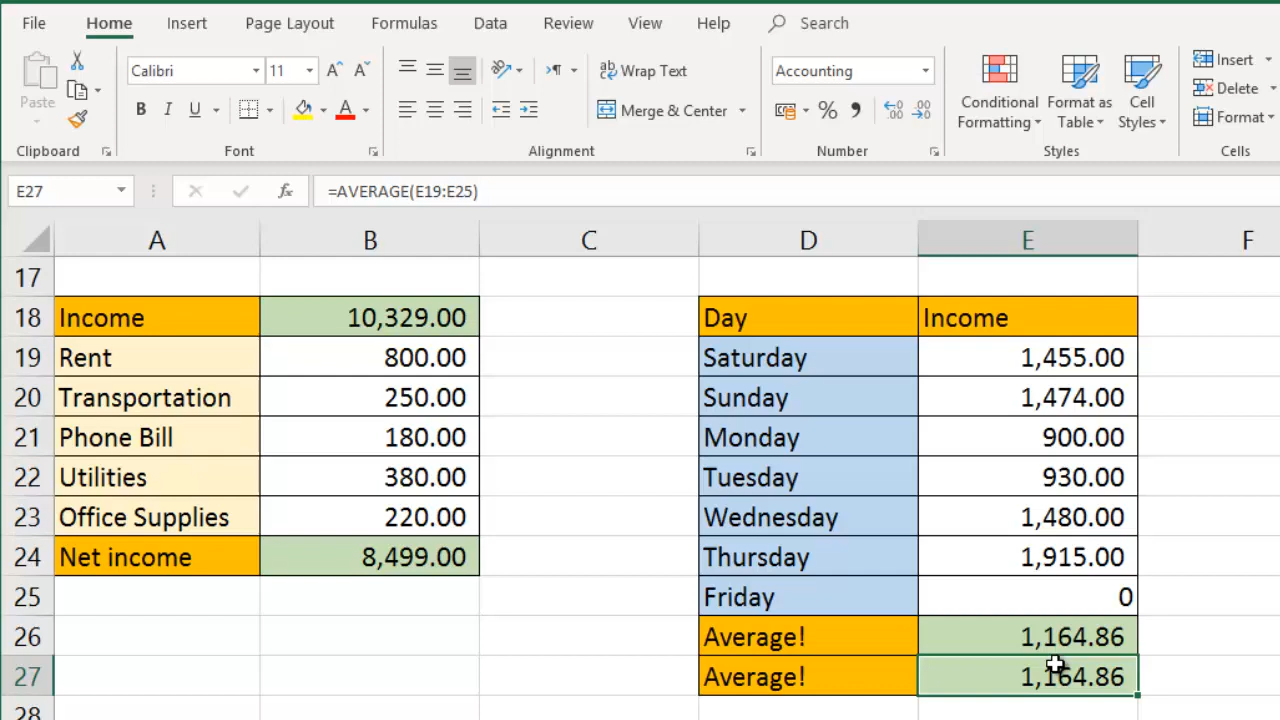 File Home Insert Page Layout Formulas Data Review View Help Search
Calibri 11 A A Wrap Text Accounting Insert
Paste Conditional Format as Cell Delete
B I U A Merge & Center % Formatting Table Styles Format
Clipboard Font Alignment Number Styles Cells
E27 fx =AVERAGE(E19:E25)
A B C D E F
17
18 Income 10,329.00 Day Income
19 Rent 800.00 Saturday 1,455.00
20 Transportation 250.00 Sunday 1,474.00
21 Phone Bill 180.00 Monday 900.00
22 Utilities 380.00 Tuesday 930.00
23 Office Supplies 220.00 Wednesday 1,480.00
24 Net income 8,499.00 Thursday 1,915.00
25 Friday 0
26 Average! 1,164.86
27 Average! 1,164.86
28